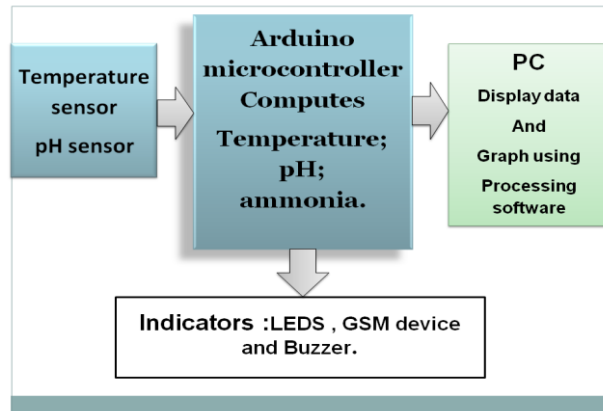 Temperature
sensor
pH sensor
Arduino
microcontroller
Computes
Temperature;
pH;
ammonia.
PC
Display data
And
Graph using
Processing
software
Indicators :LEDS , GSM device
and Buzzer.